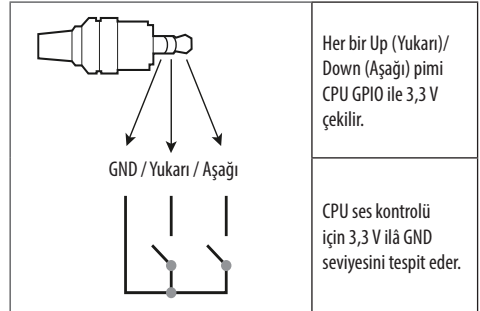 GND / Yukarı / Aşağı
Her bir Up (Yukarı)/
Down (Aşağı) pimi
CPU GPIO ile 3,3 V
çekilir.
CPU ses kontrolü
için 3,3 V ilâ GND
seviyesini tespit eder.